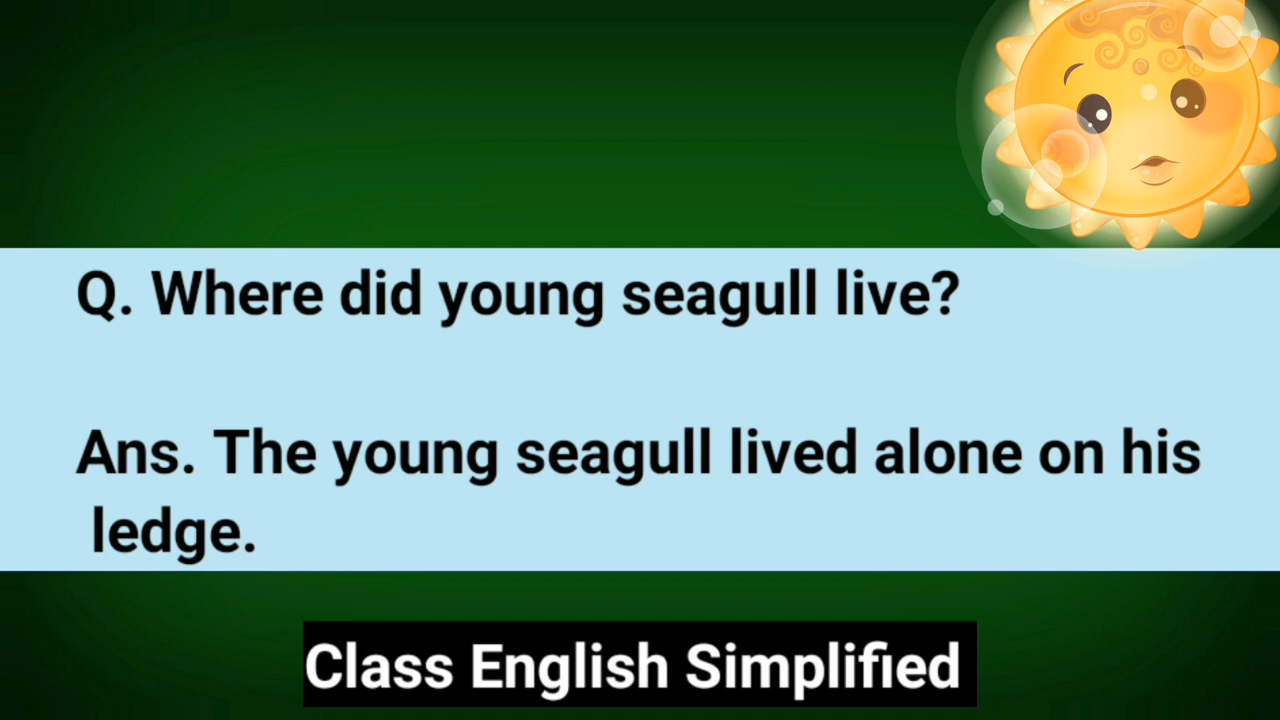 Q. Where did young seagull live?
Ans. The young seagull lived alone on his
ledge.
Class English Simplified